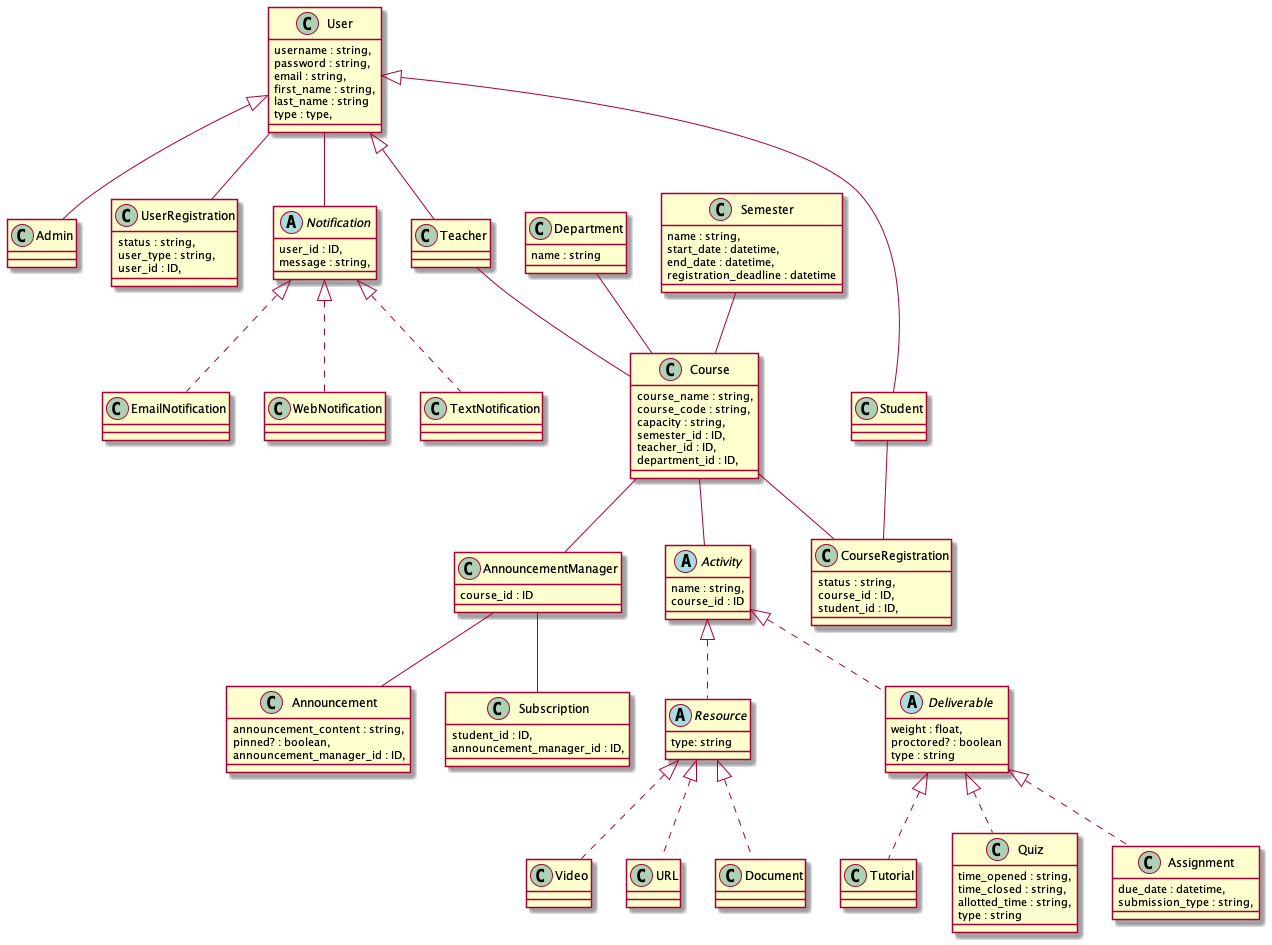 C User
username : string,
password : string,
email : string,
first_name : string,
last_name : string
type : type,
C Admin
C UserRegistration
status : string,
user_type : string,
user_id : ID,
A Notification
user_id : ID,
message : string,
C Teacher
C Department
name : string
C Semester
name : string,
start_date : datetime,
end_date : datetime,
registration_deadline : datetime
C EmailNotification
C WebNotification
C TextNotification
C Course
course_name : string,
course_code : string,
capacity : string,
semester_id : ID,
teacher_id : ID,
department_id : ID,
C Student
C AnnouncementManager
course_id : ID
A Activity
name : string,
course_id : ID
C CourseRegistration
status : string,
course_id : ID,
student_id : ID,
C Announcement
announcement_content : string,
pinned? : boolean,
announcement_manager_id : ID,
C Subscription
student_id : ID,
announcement_manager_id : ID,
A Resource
type: string
A Deliverable
weight : float,
proctored? : boolean
type : string
C Video
C URL
C Document
C Tutorial
C Quiz
time_opened : string,
time_closed : string,
allotted_time : string,
type : string
C Assignment
due_date : datetime,
submission_type : string,